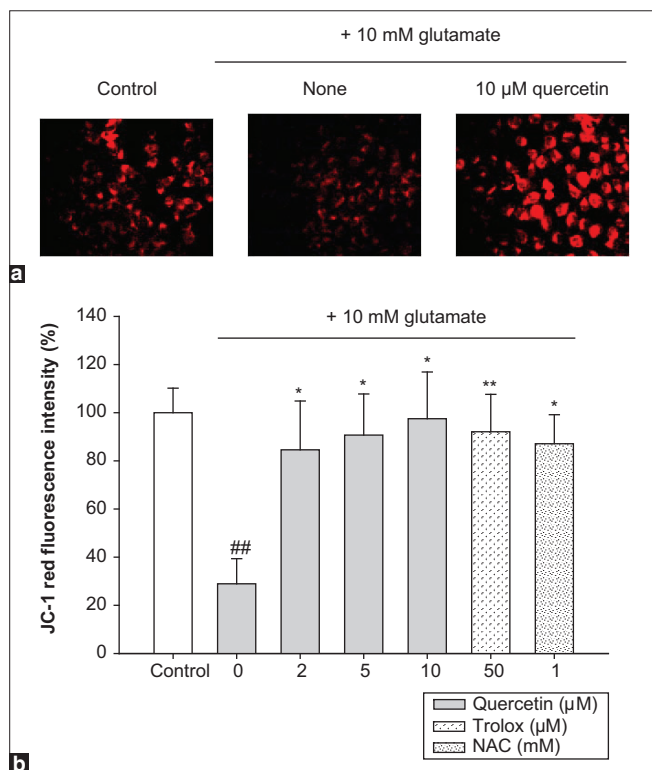 + 10 mM glutamate
Control None 10 µM quercetin
a
+ 10 mM glutamate
JC-1 red fluorescence intensity (%)
140
120
100
80
60
40
20
0
##
*
*
*
**
*
Control 0 2 5 10 50 1
Quercetin (µM)
Trolox (µM)
NAC (mM)
b